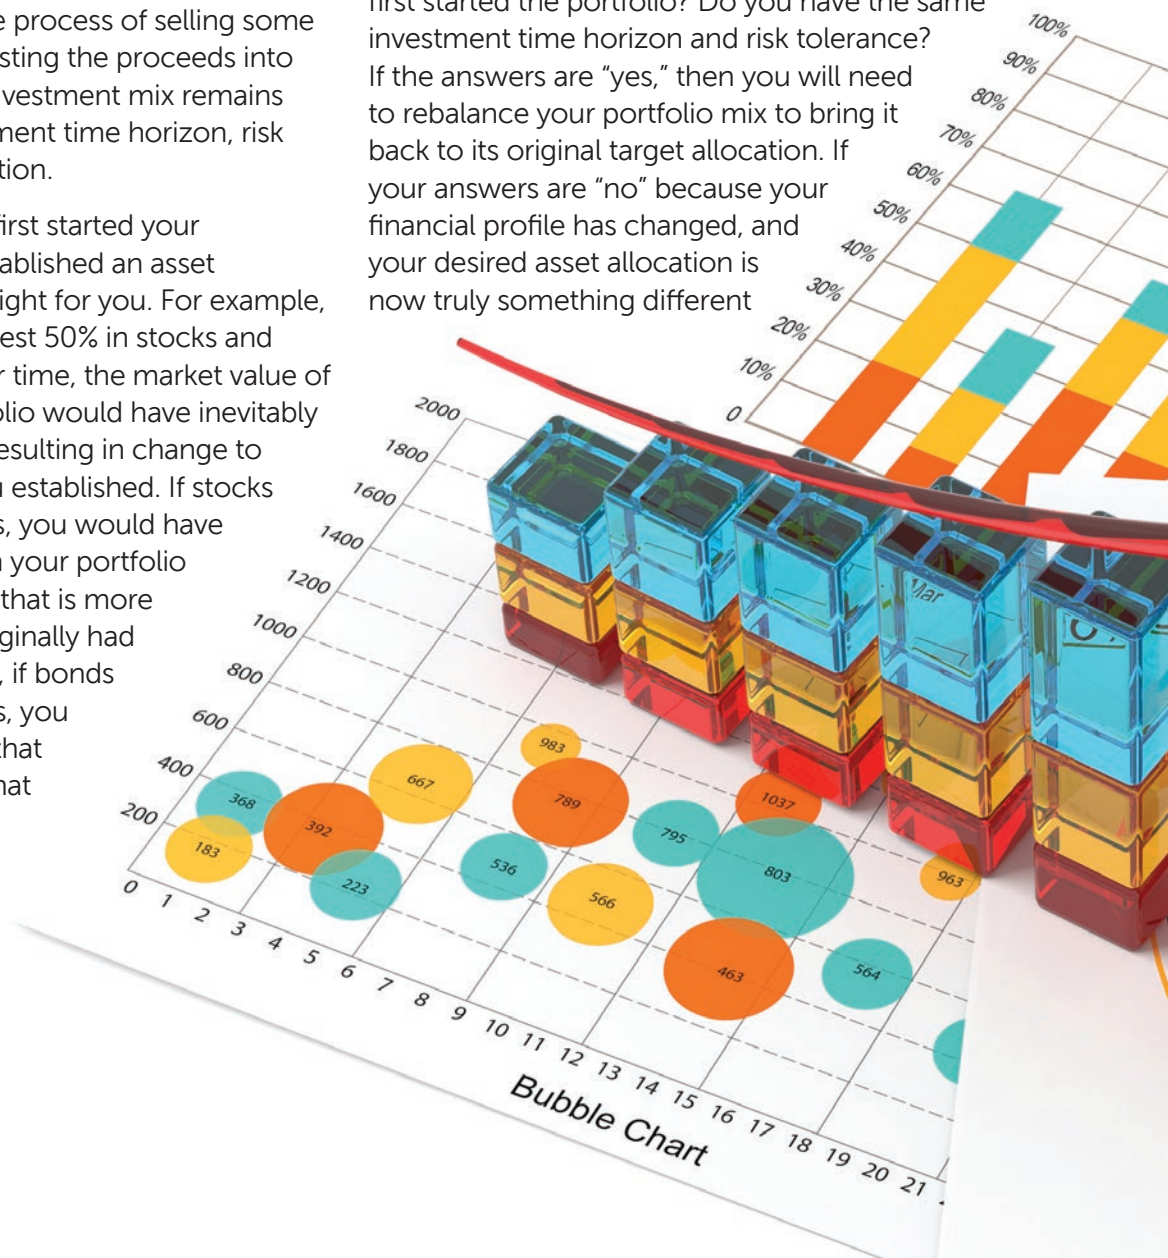 e process of selling some
sting the proceeds into
vestment mix remains
ment time horizon, risk
tion.
first started your
ablished an asset
ight for you. For example,
est 50% in stocks and
r time, the market value of
olio would have inevitably
esulting in change to
u established. If stocks
s, you would have
n your portfolio
that is more
ginally had
, if bonds
s, you
that
hat
first started the portfolio? Do you have the same
investment time horizon and risk tolerance?
If the answers are “yes,” then you will need
to rebalance your portfolio mix to bring it
back to its original target allocation. If
your answers are “no” because your
financial profile has changed, and
your desired asset allocation is
now truly something different
100%
90%
80%
70%
60%
50%
40%
30%
20%
10%
0
2000
1800
1600
1400
1200
1000
800
600
400
200
0
Mar
983
667
789
1037
368
392
795
183
223
536
803
963
566
463
564
1 2 3 4 5 6 7 8 9 10 11 12 13 14 15 16 17 18 19 20 21
Bubble Chart